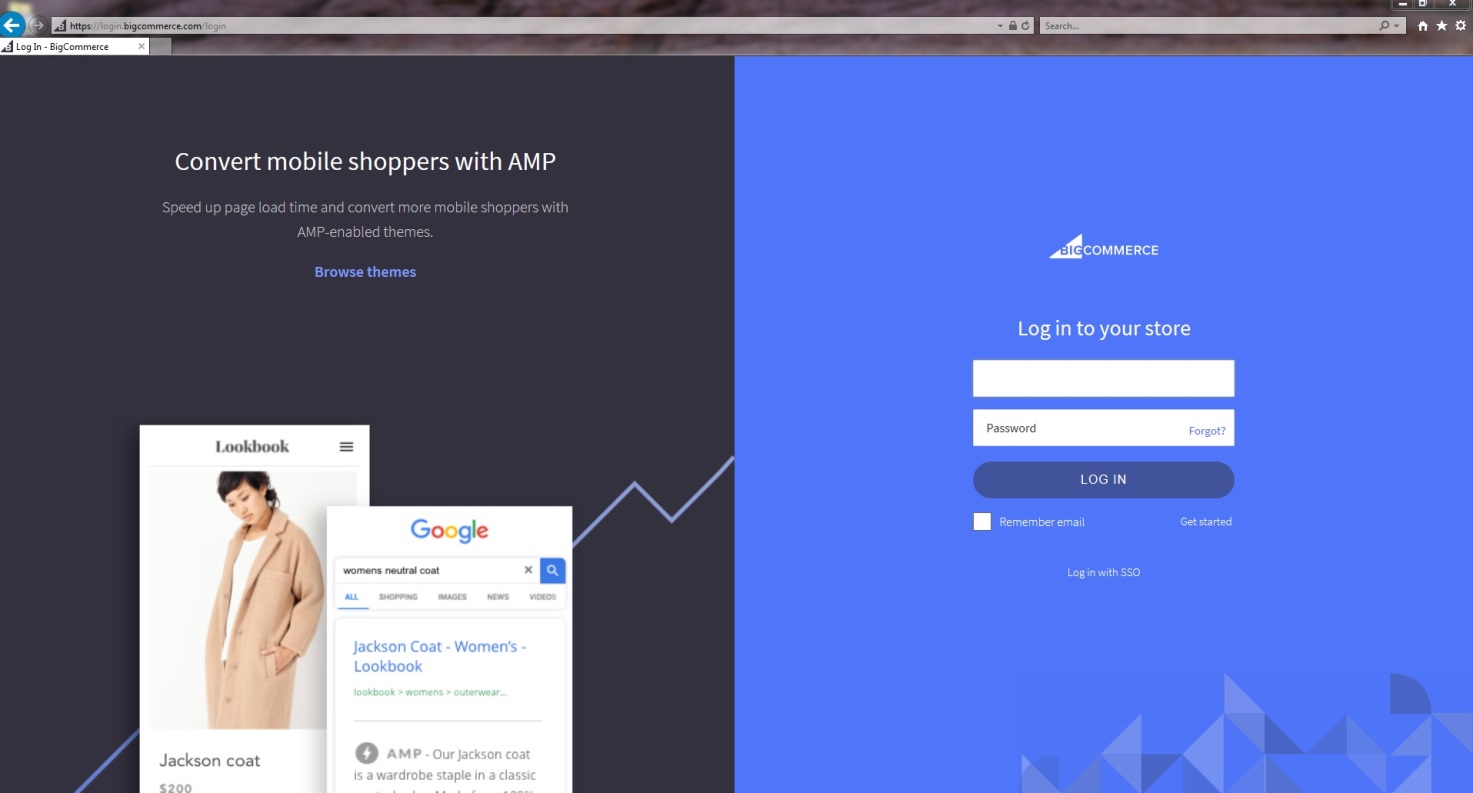 https://login.bigcommerce.com/login
Search...
Log In - BigCommerce
Convert mobile shoppers with AMP
Speed up page load time and convert more mobile shoppers with
AMP-enabled themes.
Browse themes
Lookbook
Jackson coat
$200
Google
womens neutral coat
ALL SHOPPING IMAGES NEWS VIDEOS
Jackson Coat - Women's -
Lookbook
lookbook > womens > outerwear...
AMP - Our Jackson coat
is a wardrobe staple in a classic
BIGCOMMERCE
Log in to your store
Password
Forgot?
LOG IN
Remember email
Get started
Log in with SSO